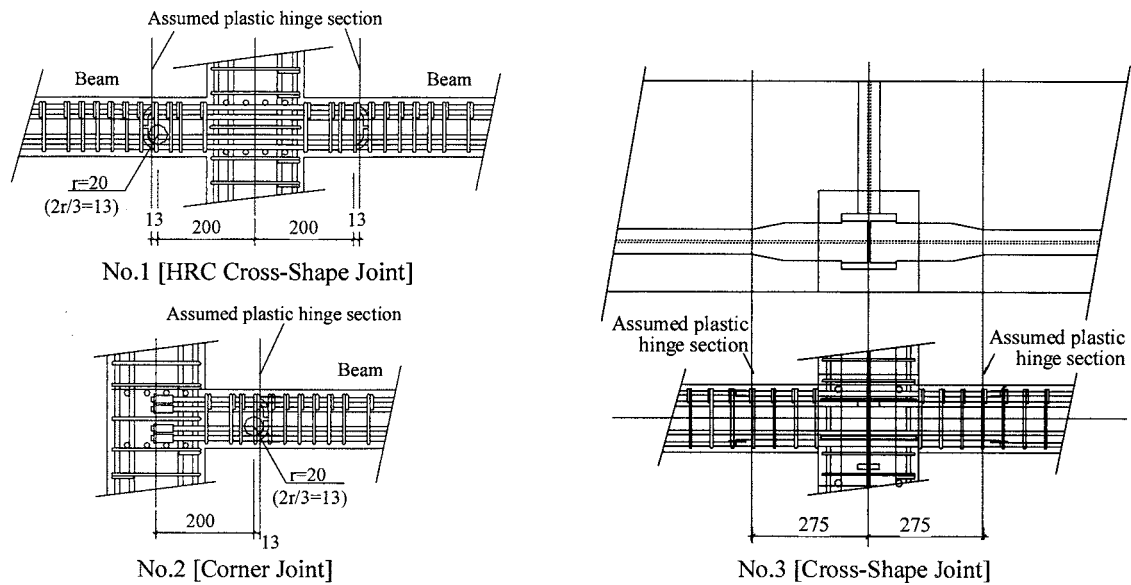 Assumed plastic hinge section
Beam
Beam
r=20
(2r/3=13)
13
200
200
13
No.1 [HRC Cross-Shape Joint]
Assumed plastic hinge section
Beam
r=20
(2r/3=13)
200
13
No.2 [Corner Joint]
Assumed plastic
hinge section
Assumed plastic
hinge section
275
275
No.3 [Cross-Shape Joint]